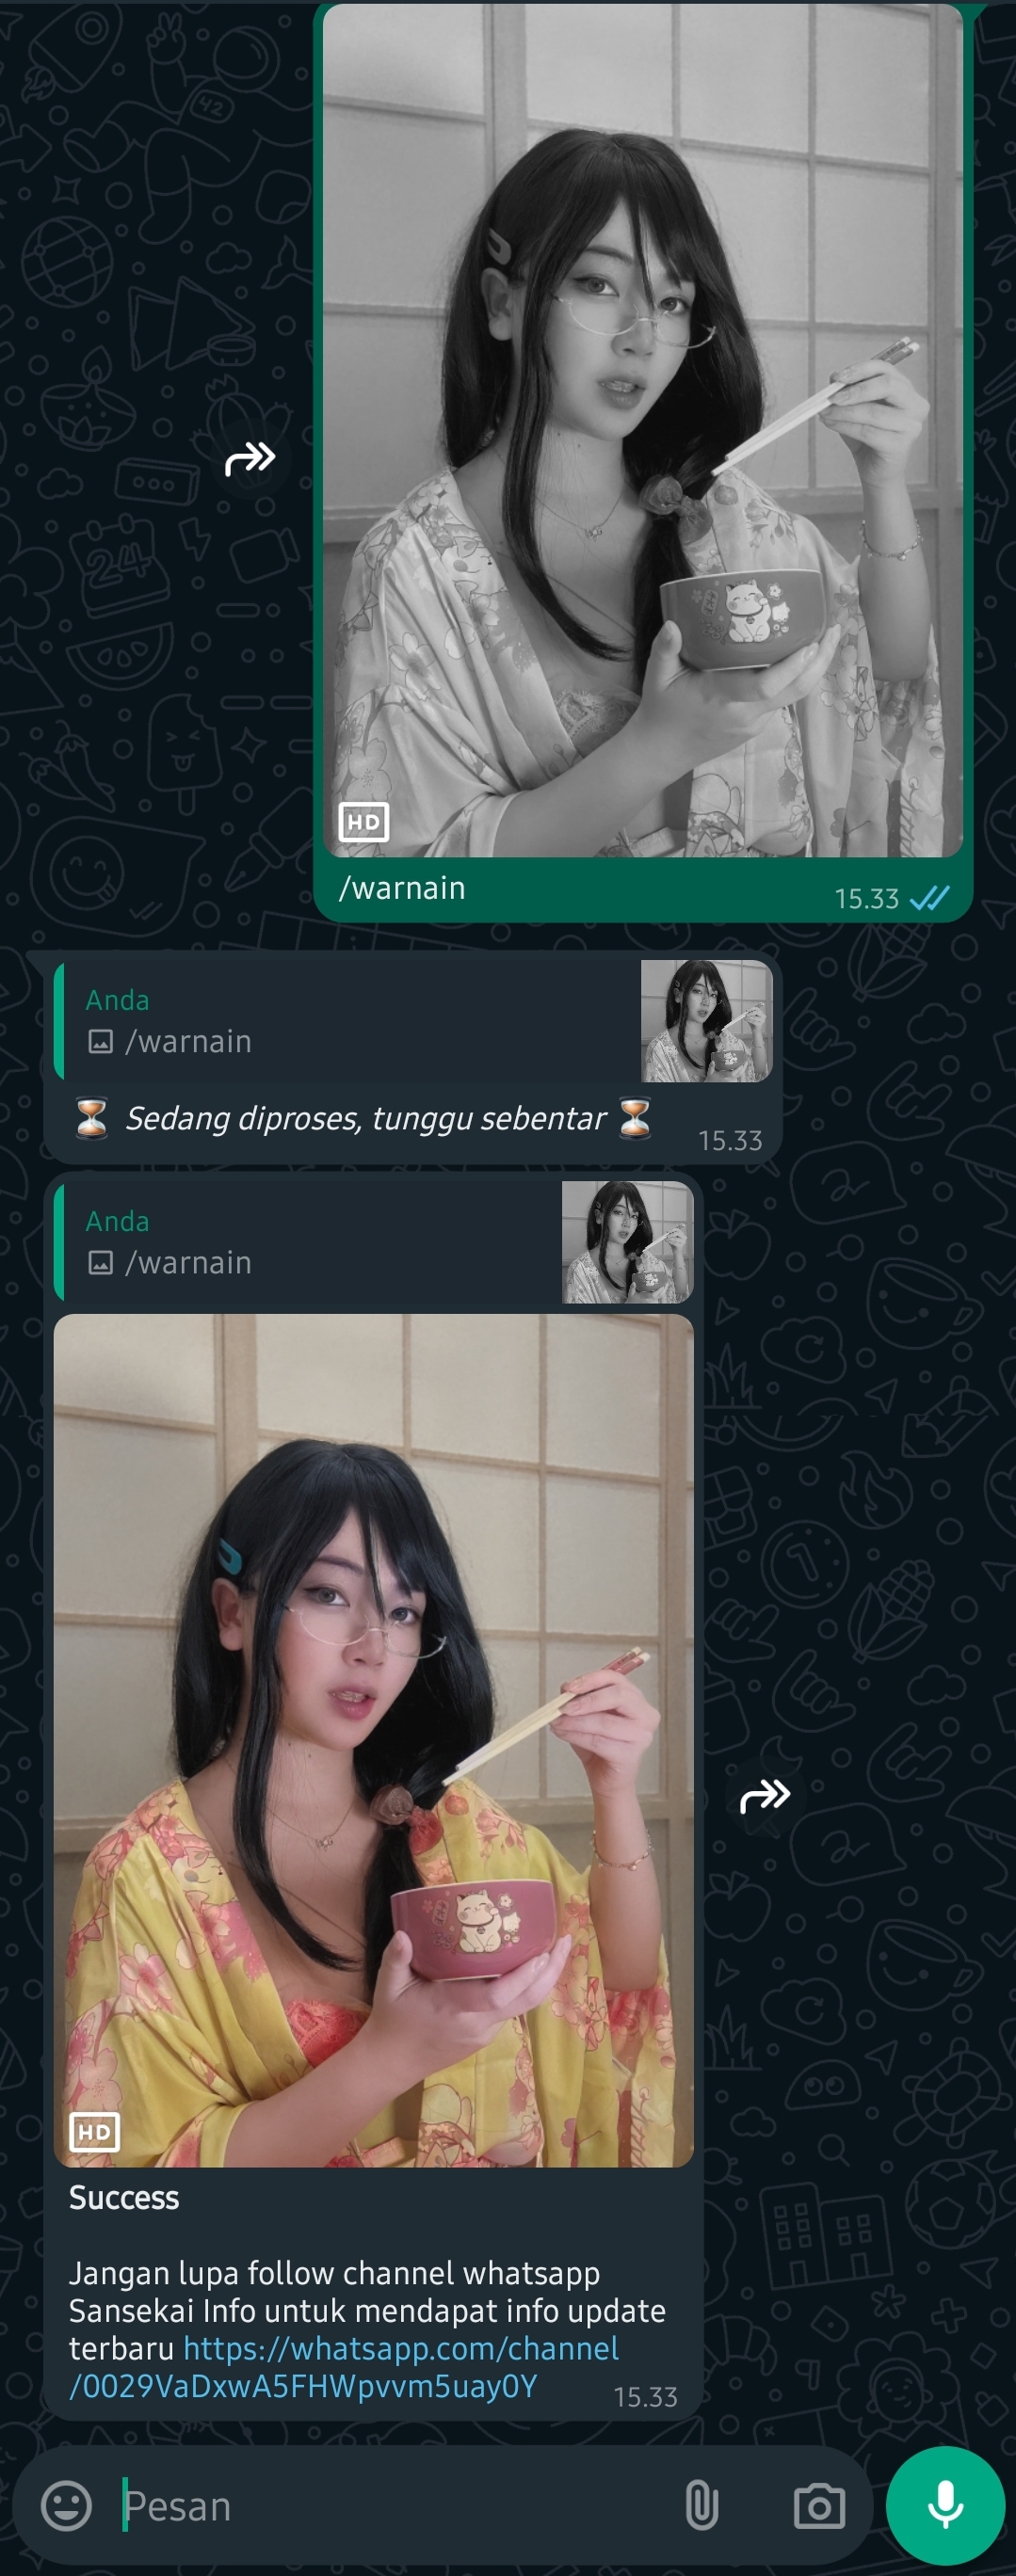 HD
/warnain
15.33
Anda
/warnain
⏳ Sedang diproses, tunggu sebentar ⏳
15.33
Anda
/warnain
HD
Success
Jangan lupa follow channel whatsapp
Sansekai Info untuk mendapat info update
terbaru https://whatsapp.com/channel
/0029VaDxwA5FHWpvvm5uay0Y
15.33
Pesan